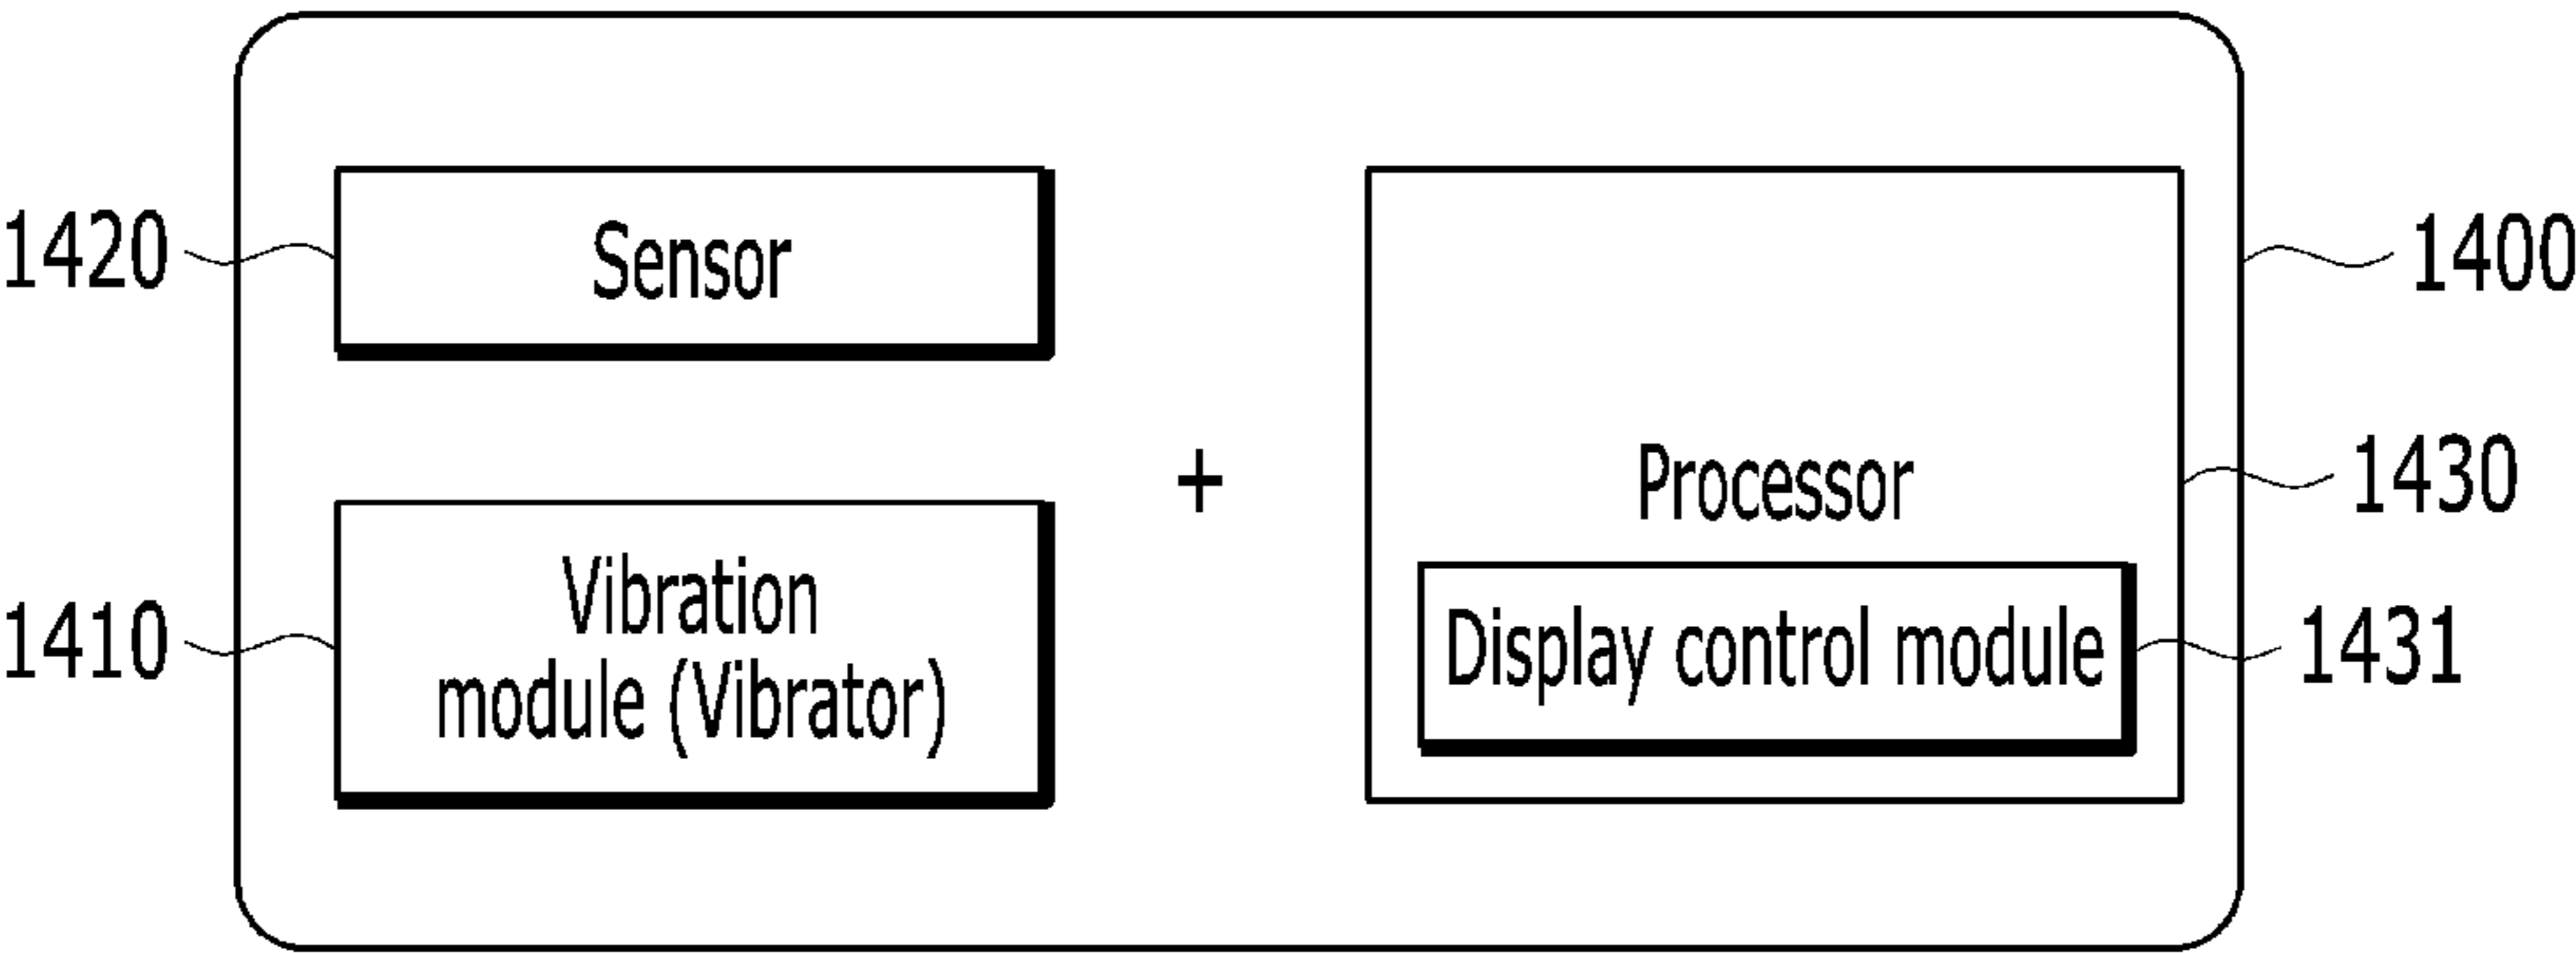 1420
Sensor
1400
+
Processor
1430
1410
Vibration
module (Vibrator)
Display control module
1431